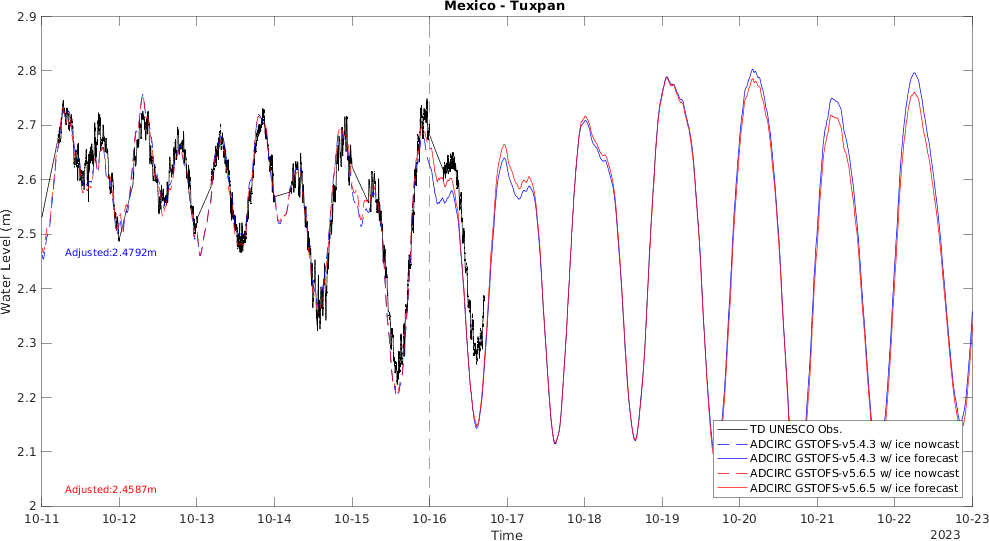 Mexico - Tuxpan
2.9
2.8
2.7
2.6
2.5
2.4
2.3
2.2
2.1
2
Water Level (m)
Adjusted:2.4792m
Adjusted:2.4587m
TD UNESCO Obs.
ADCIRC GSTOFS-v5.4.3 w/ ice nowcast
ADCIRC GSTOFS-v5.4.3 w/ ice forecast
ADCIRC GSTOFS-v5.6.5 w/ ice nowcast
ADCIRC GSTOFS-v5.6.5 w/ ice forecast
10-11 10-12 10-13 10-14 10-15 10-16 10-17 10-18 10-19 10-20 10-21 10-22 10-23
Time
2023